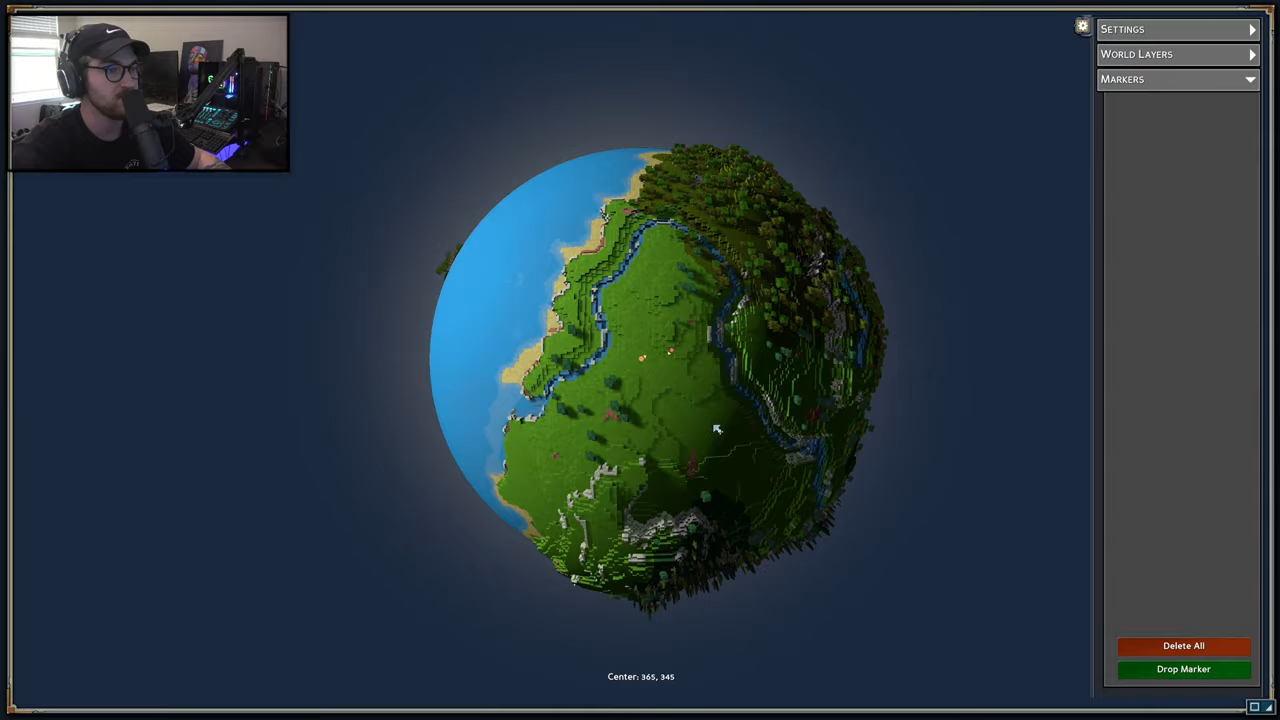 SETTINGS
WORLD LAYERS
MARKERS
Delete All
Drop Marker
Center: 365, 345